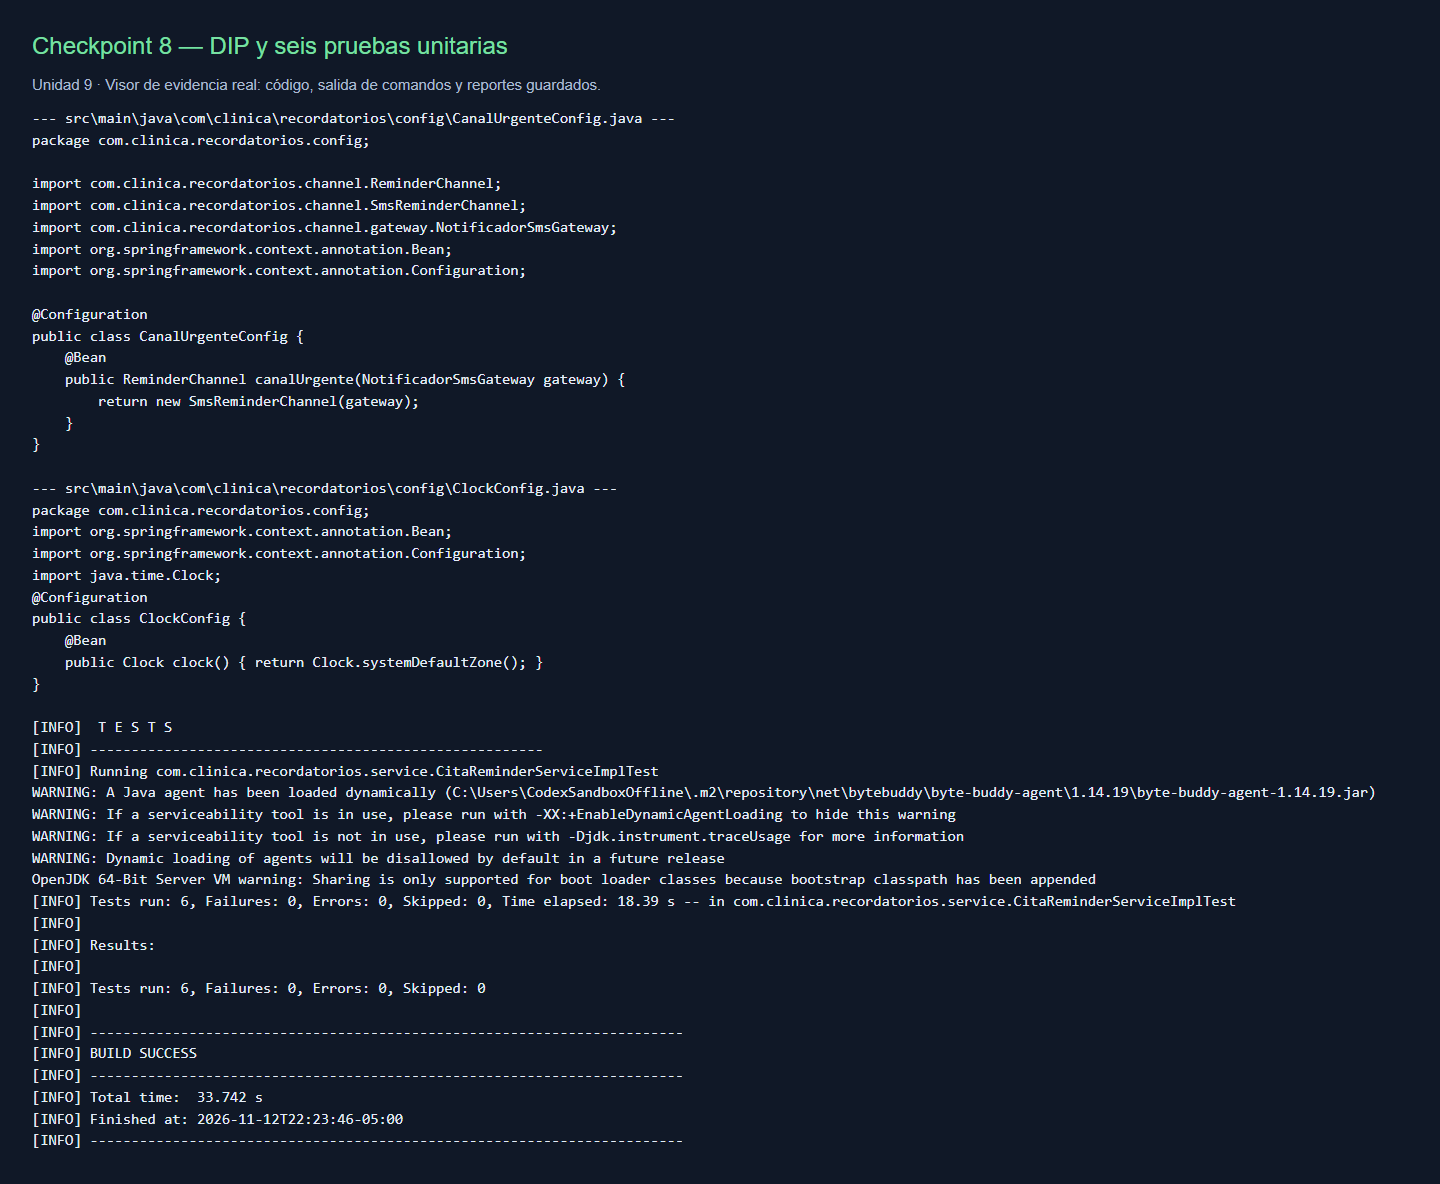 Checkpoint 8 — DIP y seis pruebas unitarias
Unidad 9 · Visor de evidencia real: código, salida de comandos y reportes guardados.
--- src\main\java\com\clinica\recordatorios\config\CanalUrgenteConfig.java ---
package com.clinica.recordatorios.config;

import com.clinica.recordatorios.channel.ReminderChannel;
import com.clinica.recordatorios.channel.SmsReminderChannel;
import com.clinica.recordatorios.channel.gateway.NotificadorSmsGateway;
import org.springframework.context.annotation.Bean;
import org.springframework.context.annotation.Configuration;

@Configuration
public class CanalUrgenteConfig {
    @Bean
    public ReminderChannel canalUrgente(NotificadorSmsGateway gateway) {
        return new SmsReminderChannel(gateway);
    }
}

--- src\main\java\com\clinica\recordatorios\config\ClockConfig.java ---
package com.clinica.recordatorios.config;
import org.springframework.context.annotation.Bean;
import org.springframework.context.annotation.Configuration;
import java.time.Clock;
@Configuration
public class ClockConfig {
    @Bean
    public Clock clock() { return Clock.systemDefaultZone(); }
}

[INFO]  T E S T S
[INFO] -------------------------------------------------------
[INFO] Running com.clinica.recordatorios.service.CitaReminderServiceImplTest
WARNING: A Java agent has been loaded dynamically (C:\Users\CodexSandboxOffline\.m2\repository\net\bytebuddy\byte-buddy-agent\1.14.19\byte-buddy-agent-1.14.19.jar)
WARNING: If a serviceability tool is in use, please run with -XX:+EnableDynamicAgentLoading to hide this warning
WARNING: If a serviceability tool is not in use, please run with -Djdk.instrument.traceUsage for more information
WARNING: Dynamic loading of agents will be disallowed by default in a future release
OpenJDK 64-Bit Server VM warning: Sharing is only supported for boot loader classes because bootstrap classpath has been appended
[INFO] Tests run: 6, Failures: 0, Errors: 0, Skipped: 0, Time elapsed: 18.39 s -- in com.clinica.recordatorios.service.CitaReminderServiceImplTest
[INFO]
[INFO] Results:
[INFO]
[INFO] Tests run: 6, Failures: 0, Errors: 0, Skipped: 0
[INFO]
[INFO] ------------------------------------------------------------------------
[INFO] BUILD SUCCESS
[INFO] ------------------------------------------------------------------------
[INFO] Total time:  33.742 s
[INFO] Finished at: 2026-11-12T22:23:46-05:00
[INFO] ------------------------------------------------------------------------